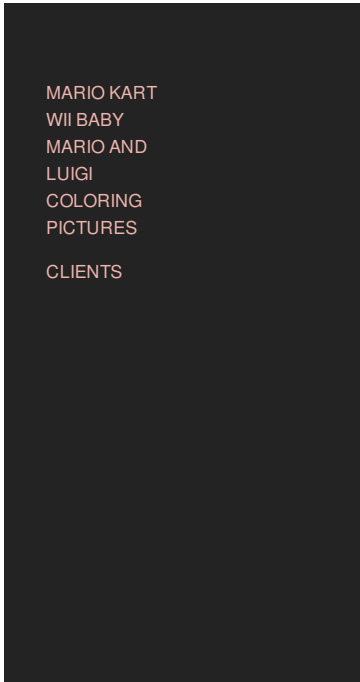 MARIO KART
WII BABY
MARIO AND
LUIGI
COLORING
PICTURES
CLIENTS